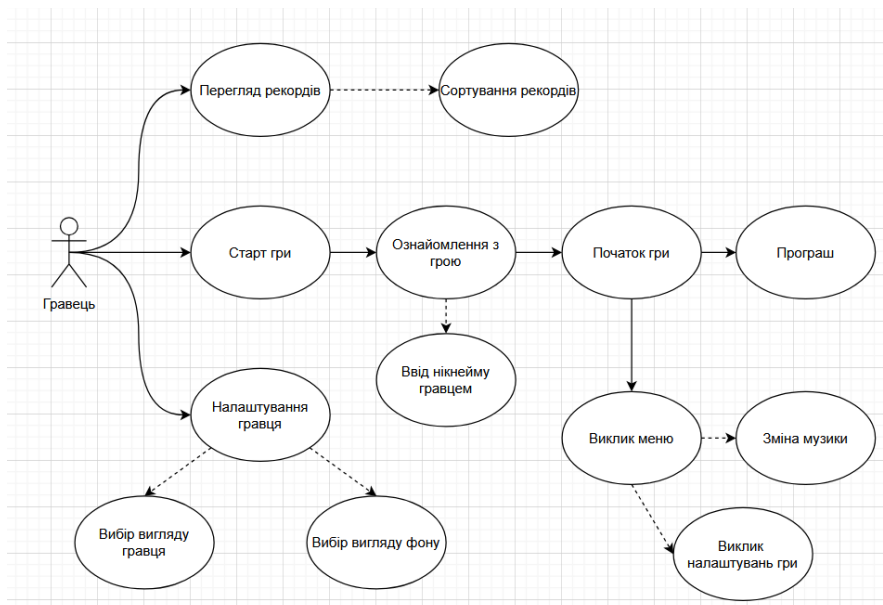 Перегляд рекордів
Сортування рекордів
Старт гри
Ознайомлення з
грою
Початок гри
Програш
Гравець
Ввід нікнейму
гравцем
Налаштування
гравця
Виклик меню
Зміна музики
Вибір вигляду
гравця
Вибір вигляду фону
Виклик
налаштувань гри